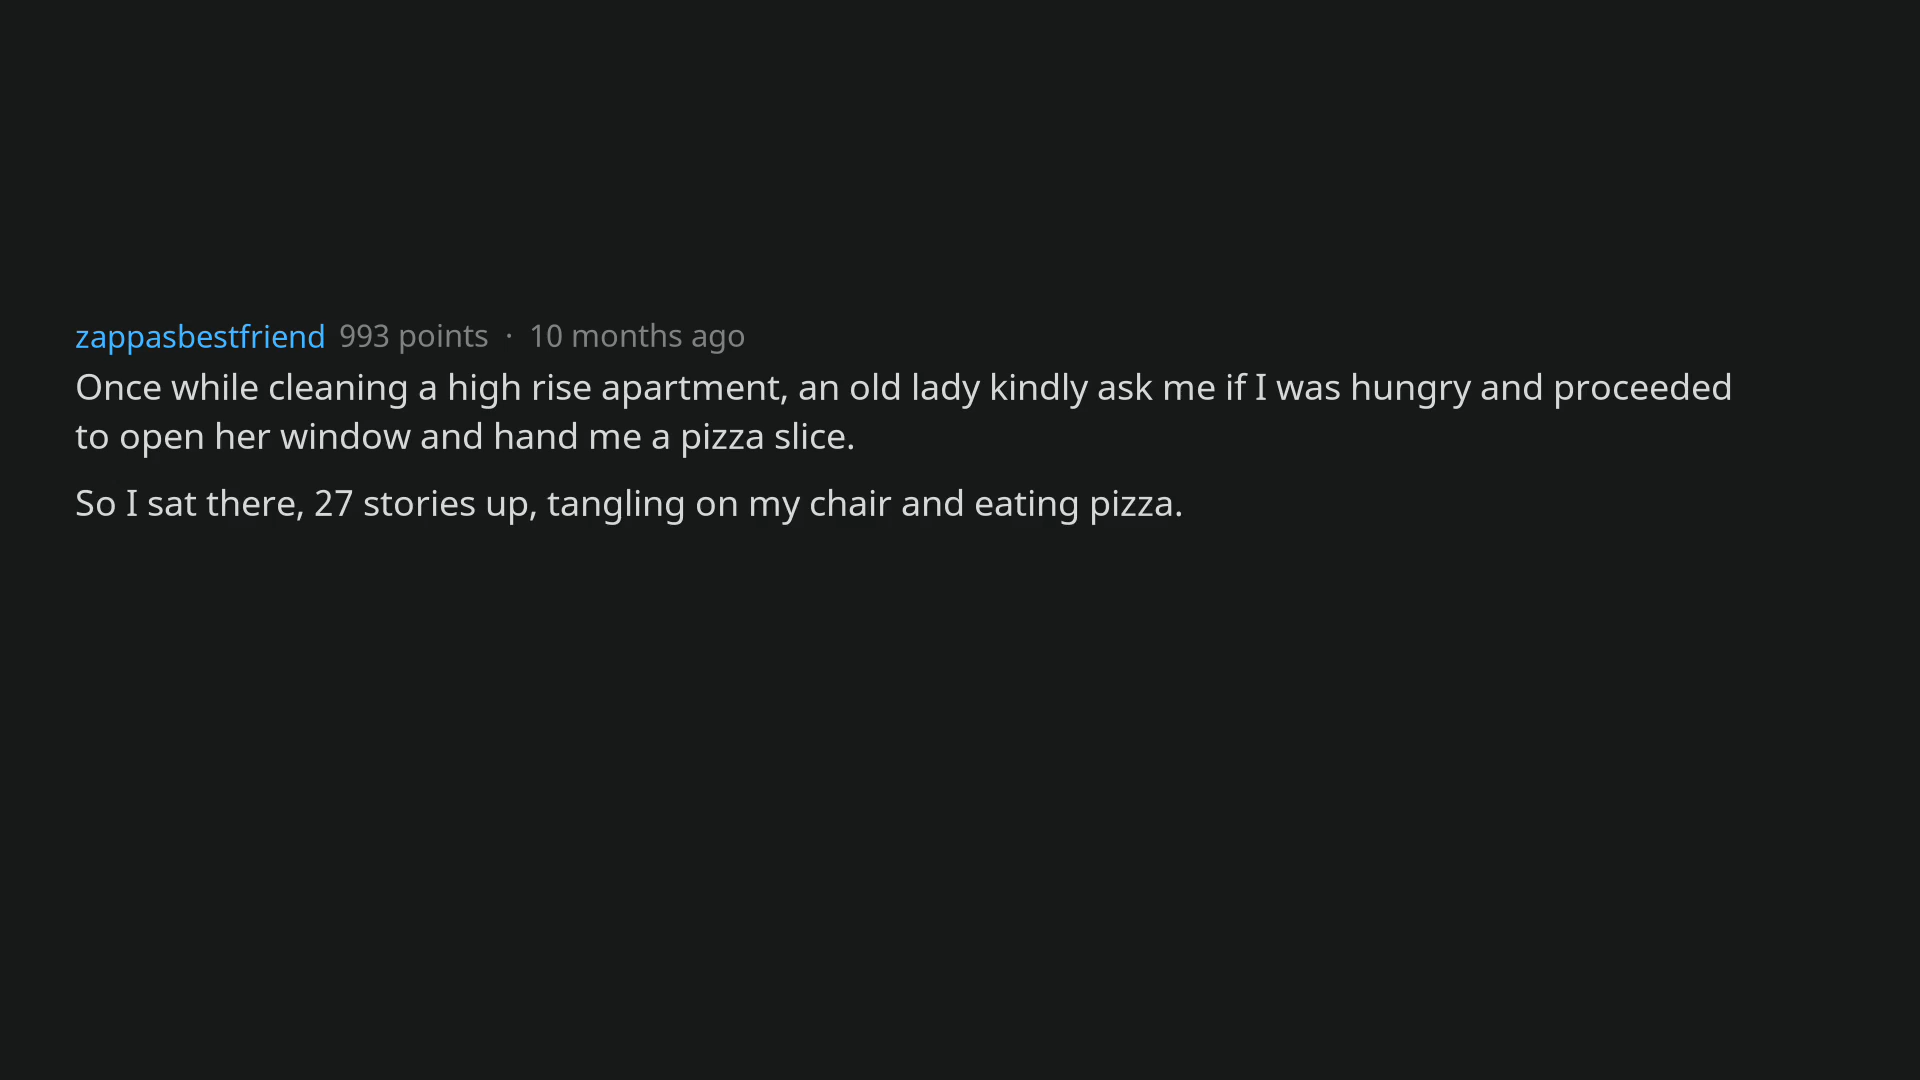 zappasbestfriend 993 points · 10 months ago
Once while cleaning a high rise apartment, an old lady kindly ask me if I was hungry and proceeded
to open her window and hand me a pizza slice.
So I sat there, 27 stories up, tangling on my chair and eating pizza.